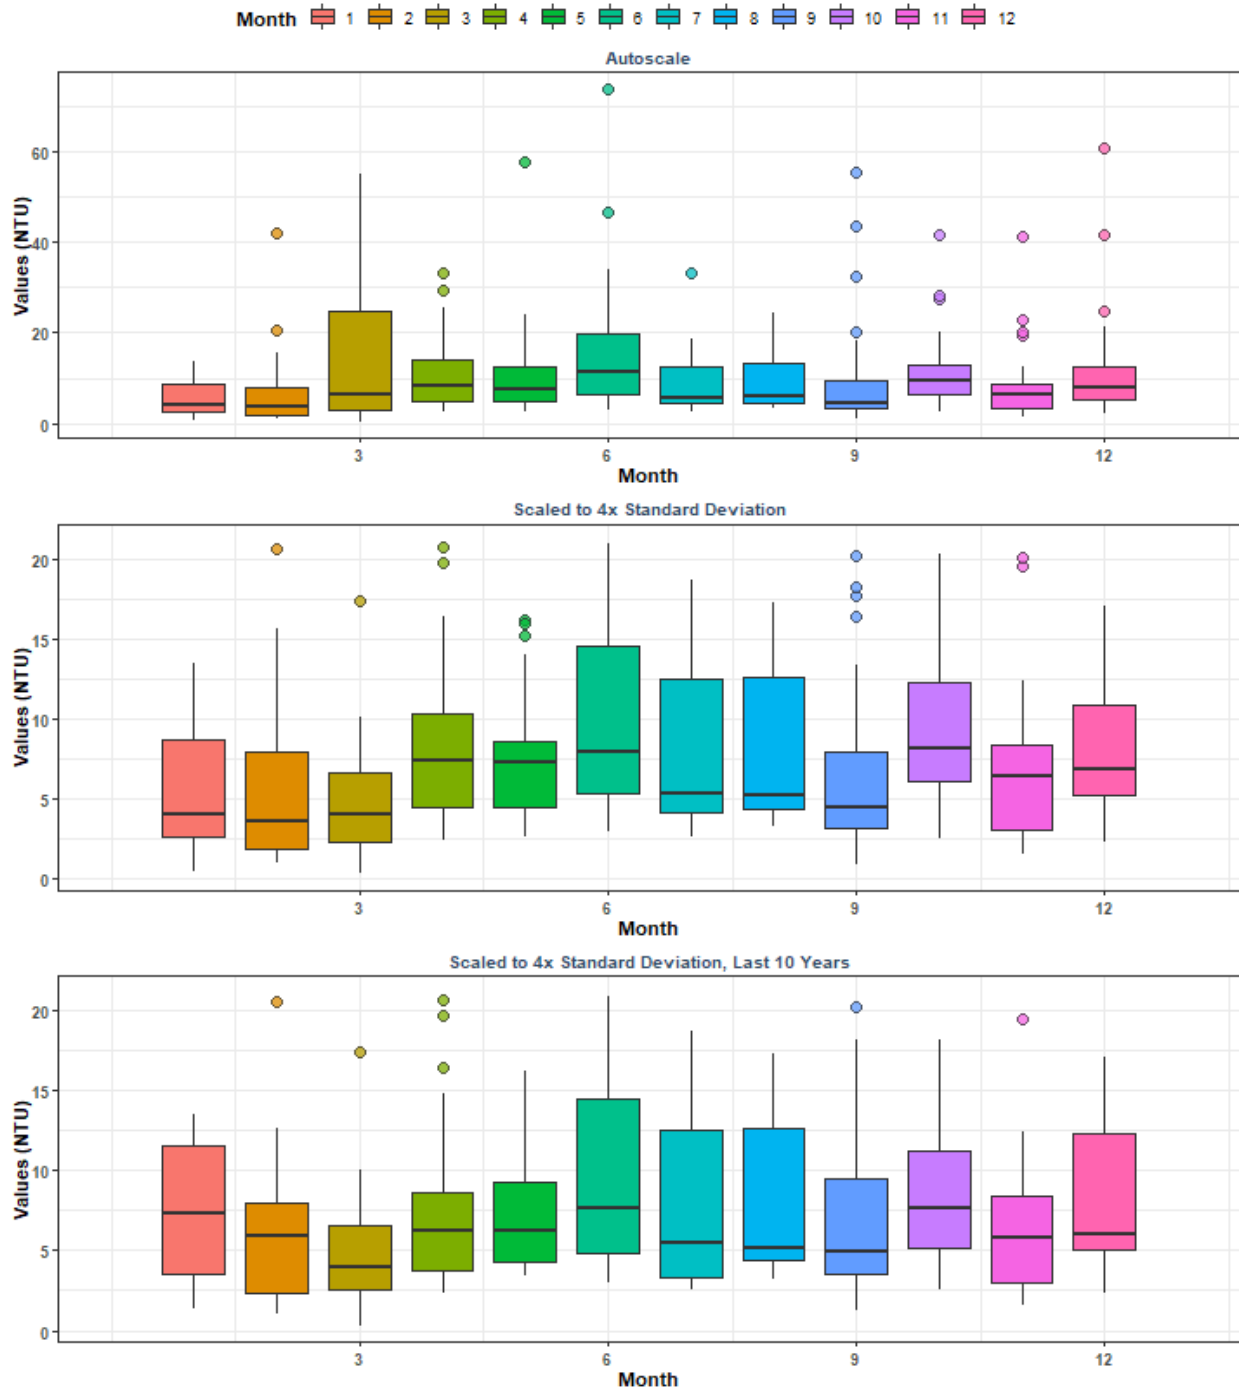 Month 1 2 3 4 5 6 7 8 9 10 11 12
Autoscale
Values (NTU)
60
40
20
0
3 6 9 12
Month
Scaled to 4x Standard Deviation
Values (NTU)
20
15
10
5
0
3 6 9 12
Month
Scaled to 4x Standard Deviation, Last 10 Years
Values (NTU)
20
15
10
5
0
3 6 9 12
Month